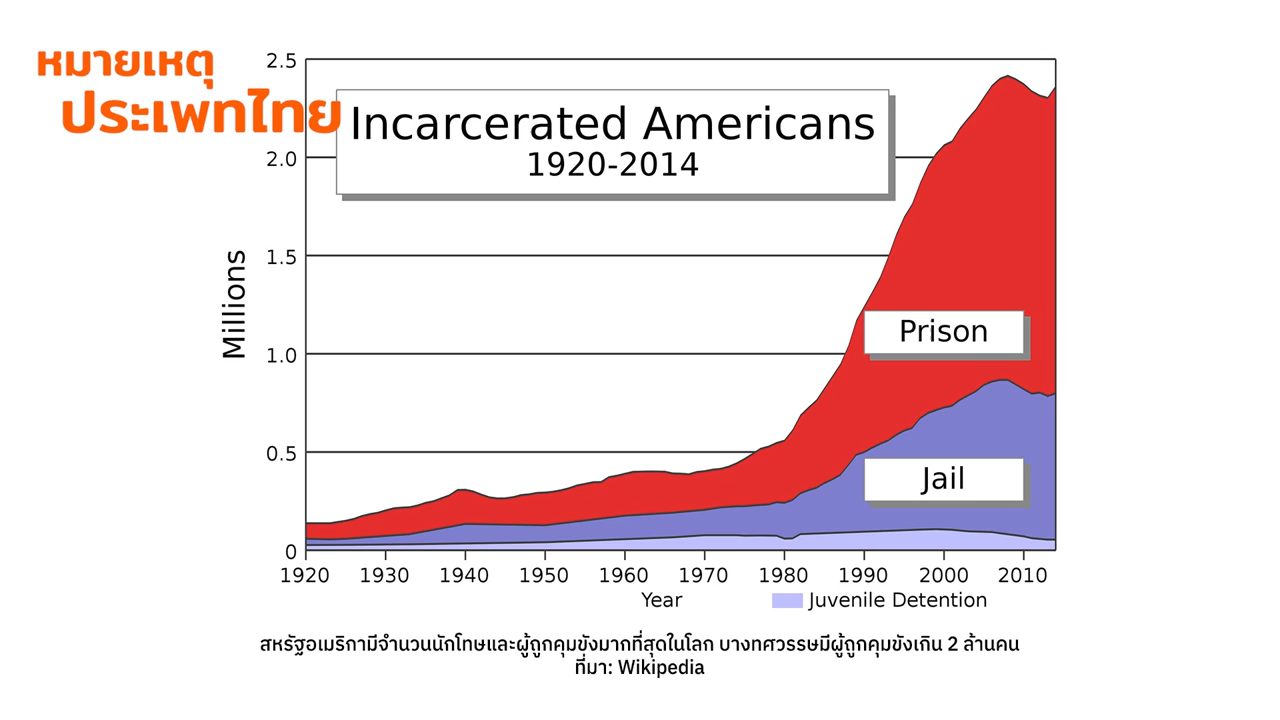 หมายเหตุ
ประเพทไทย
Incarcerated Americans
1920-2014
2.5
2.0
1.5
1.0
0.5
0
Millions
Prison
Jail
1920 1930 1940 1950 1960 1970 1980 1990 2000 2010
Year
Juvenile Detention
สหรัฐอเมริกามีจำนวนนักโทษและผู้ถูกคุมขังมากที่สุดในโลก บางทศวรรษมีผู้ถูกคุมขังเกิน 2 ล้านคน
ที่มา: Wikipedia